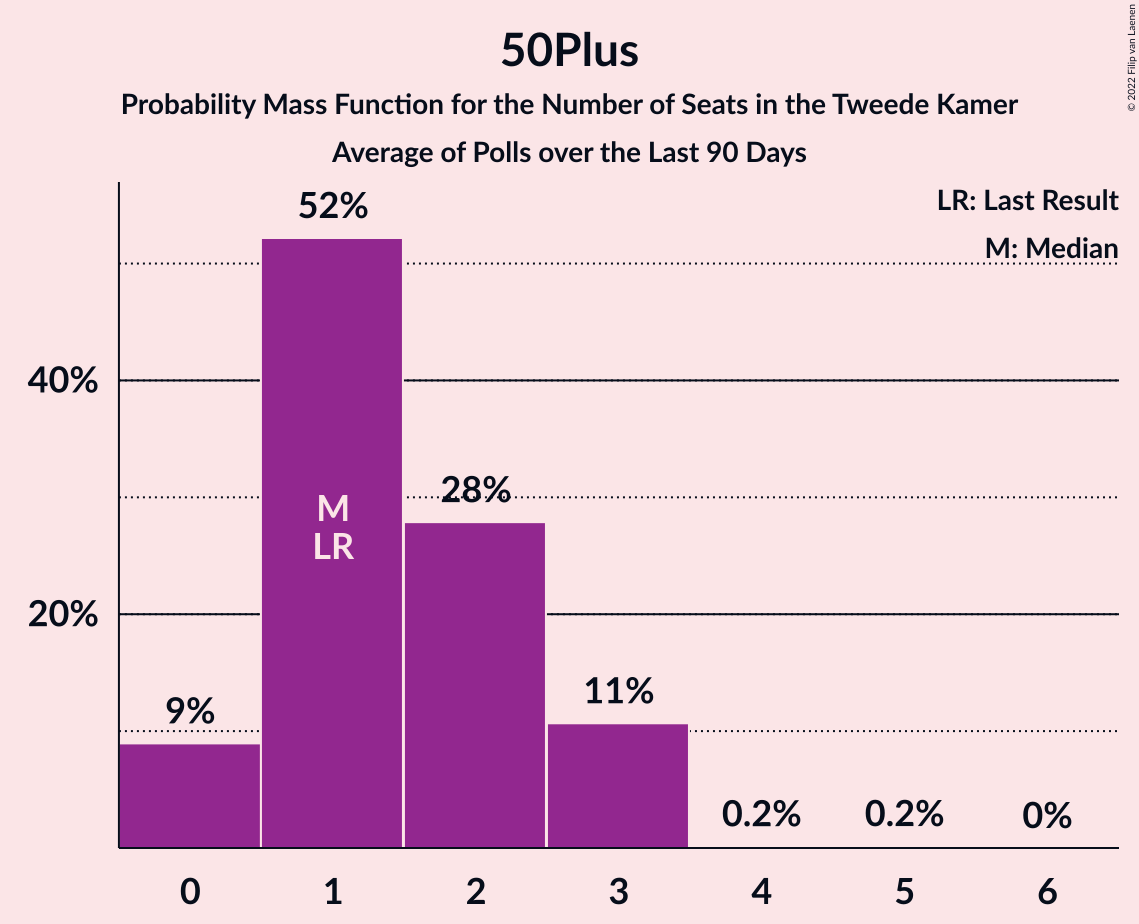 50Plus
Probability Mass Function for the Number of Seats in the Tweede Kamer
Average of Polls over the Last 90 Days
© 2022 Filip van Laenen
LR: Last Result
M: Median
52%
40%
28%
M
LR
20%
11%
9%
0.2%
0.2%
0%
0
1
2
3
4
5
6